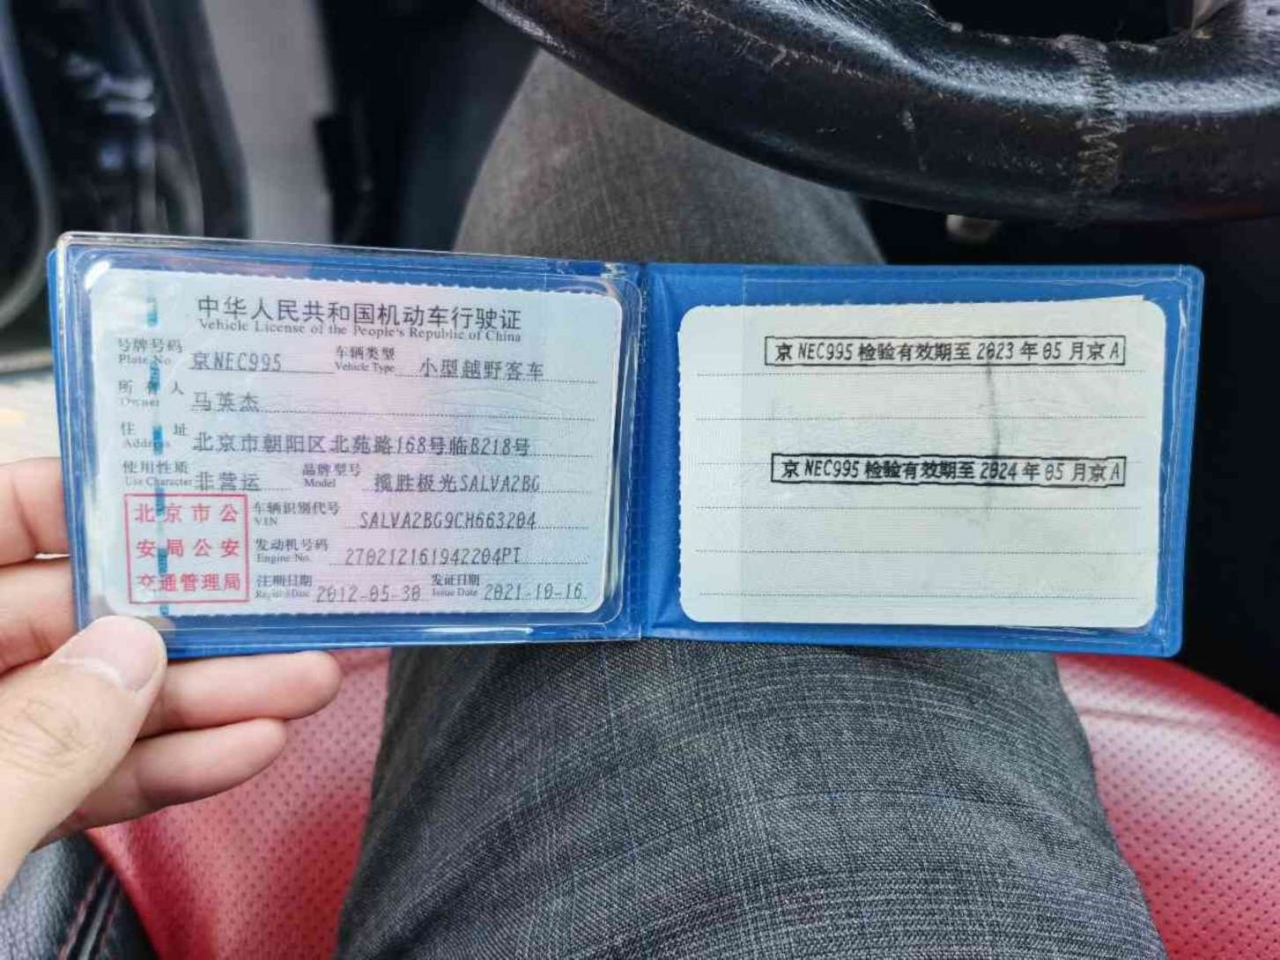 中华人民共和国机动车行驶证
Vehicle License of the People's Republic of China
号牌号码 京NEC995 车辆类型 小型越野客车
Plate No. Vehicle Type
所有人 马英杰
Owner
住址 北京市朝阳区北苑路168号临B218号
Address
使用性质 非营运 品牌型号 揽胜极光SALVA2BG
Use Character Model
车辆识别代号 SALVA2BG9CH663204
VIN
发动机号码 270212161942204PT
Engine No.
注册日期 2012-05-30 发证日期 2021-10-16
Register Date Issue Date
北京市公
安局公安
交通管理局
京NEC995检验有效期至2023年05月京A
京NEC995检验有效期至2024年05月京A